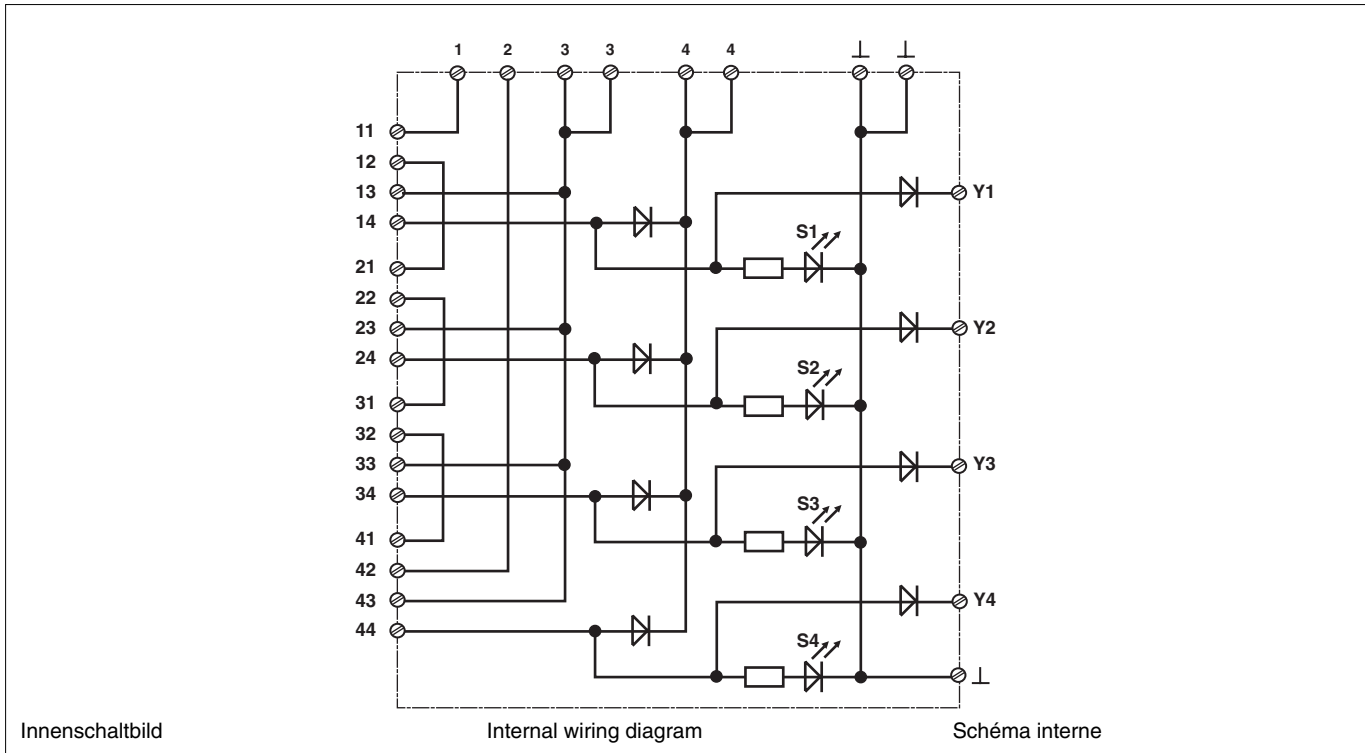 1 2 3 3 4 4 ⊥ ⊥
11
12
13
Y1
14
S1
21
22
23
Y2
24
S2
31
32
33
Y3
34
S3
41
42
43
Y4
44
S4
⊥
Innenschaltbild Internal wiring diagram Schéma interne